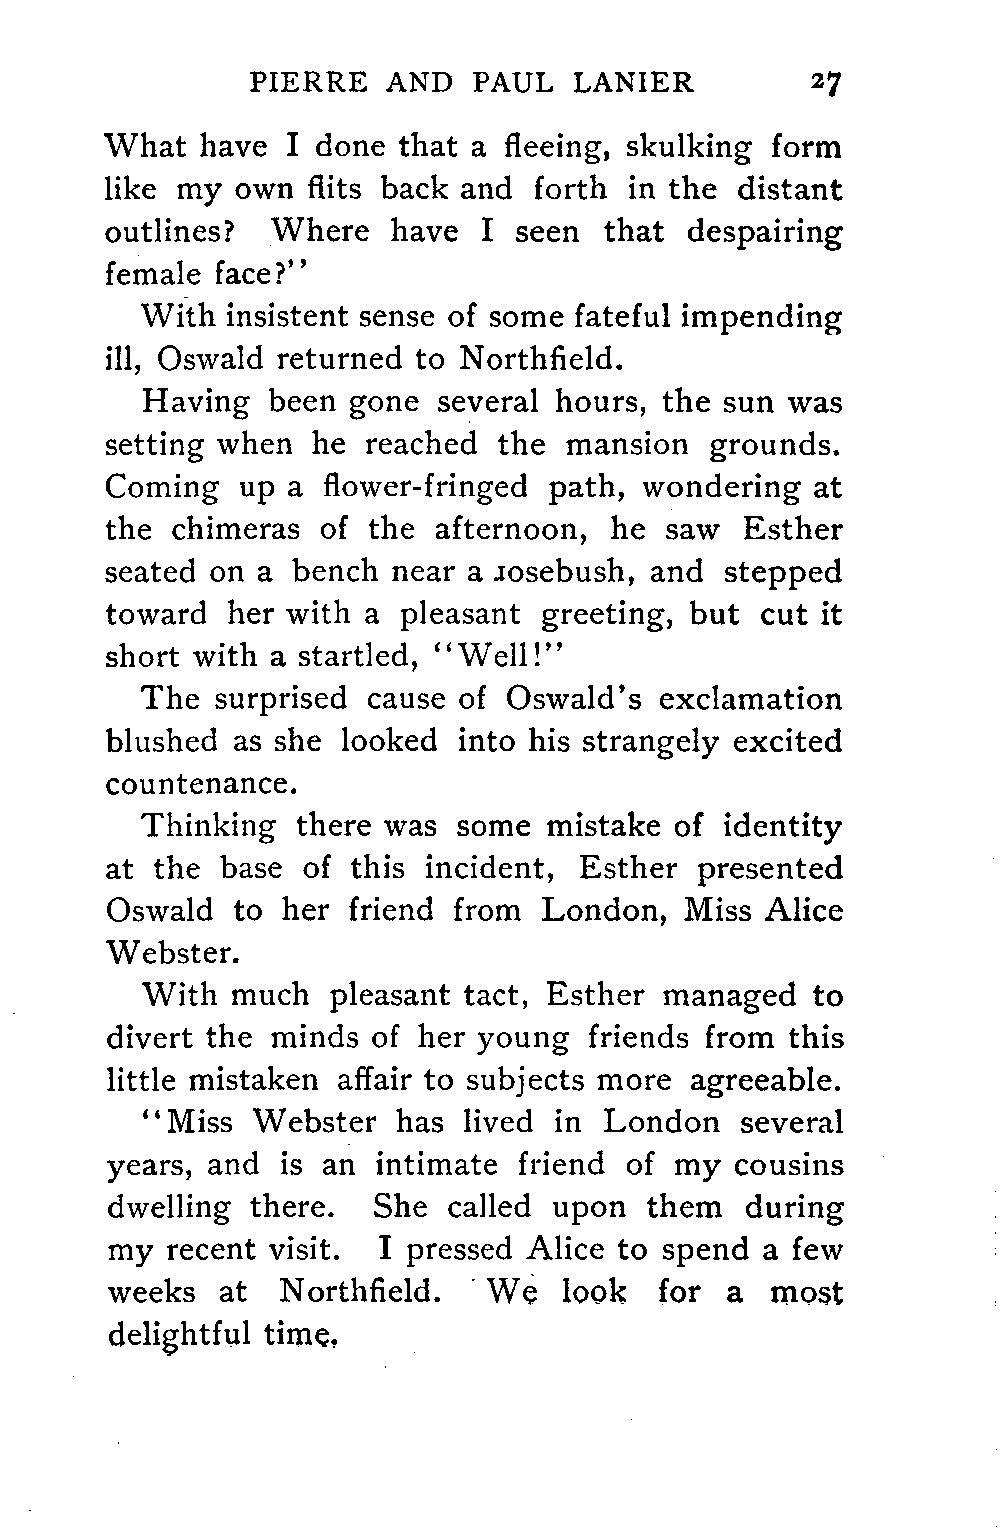 PIERRE AND PAUL LANIER 27
What have I done that a fleeing, skulking form
like my own flits back and forth in the distant
outlines? Where have I seen that despairing
female face?''
With insistent sense of some fateful impending
ill, Oswald returned to Northfield.
Having been gone several hours, the sun was
setting when he reached the mansion grounds.
Coming up a flower-fringed path, wondering at
the chimeras of the afternoon, he saw Esther
seated on a bench near a rosebush, and stepped
toward her with a pleasant greeting, but cut it
short with a startled, ''Well!''
The surprised cause of Oswald's exclamation
blushed as she looked into his strangely excited
countenance.
Thinking there was some mistake of identity
at the base of this incident, Esther presented
Oswald to her friend from London, Miss Alice
Webster.
With much pleasant tact, Esther managed to
divert the minds of her young friends from this
little mistaken affair to subjects more agreeable.
''Miss Webster has lived in London several
years, and is an intimate friend of my cousins
dwelling there. She called upon them during
my recent visit. I pressed Alice to spend a few
weeks at Northfield. We look for a most
delightful time.